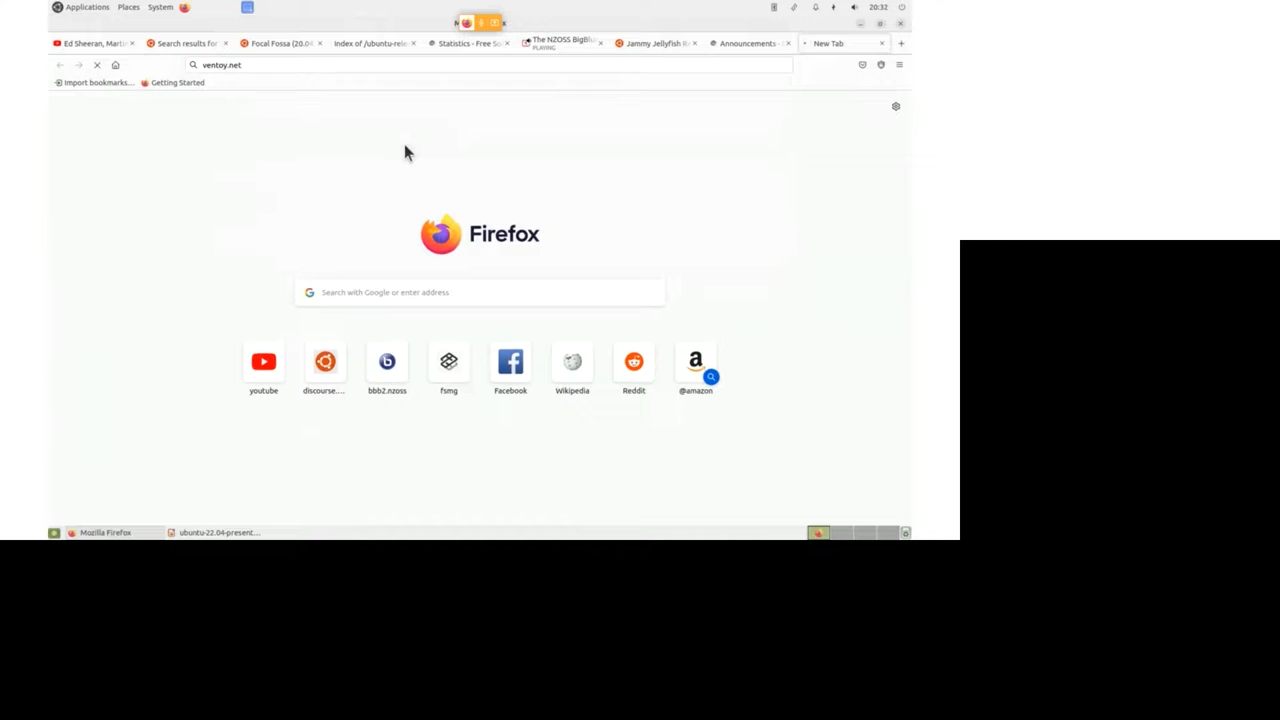 Applications Places System 20:32
M x
Ed Sheeran, Marti × Search results for × Focal Fossa (20.04. × Index of /ubuntu-rele × Statistics - Free So × The NZOSS BigBlu × Jammy Jellyfish R × Announcements - × New Tab × +
PLAYING
ventoy.net
Import bookmarks... Getting Started
Firefox
Search with Google or enter address
youtube discourse.... bbb2.nzoss fsmg Facebook Wikipedia Reddit @amazon
Mozilla Firefox ubuntu-22.04-present...